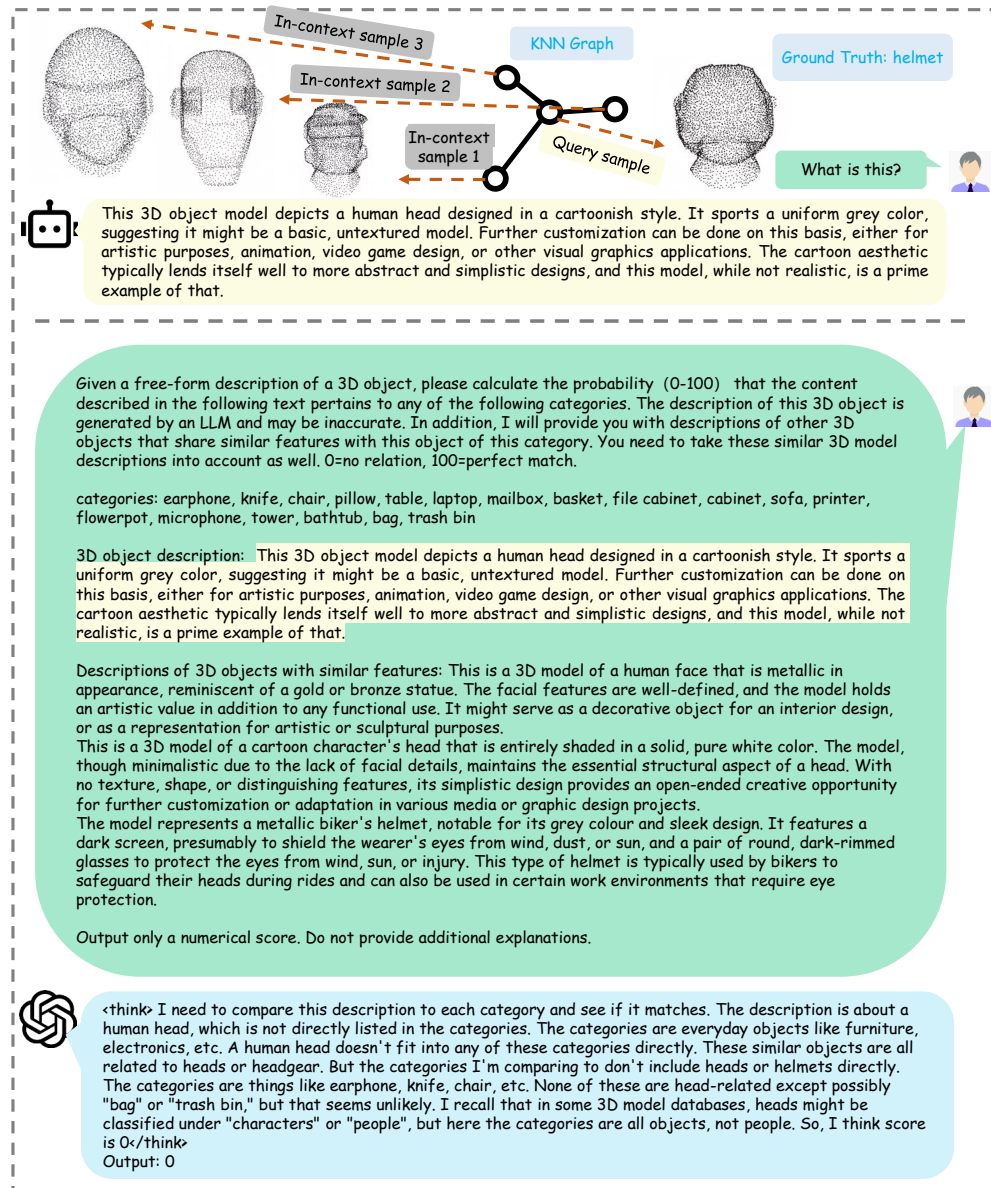 In-context sample 3
KNN Graph
Ground Truth: helmet
In-context sample 2
In-context
sample 1
Query sample
What is this?
This 3D object model depicts a human head designed in a cartoonish style. It sports a uniform grey color,
suggesting it might be a basic, untextured model. Further customization can be done on this basis, either for
artistic purposes, animation, video game design, or other visual graphics applications. The cartoon aesthetic
typically lends itself well to more abstract and simplistic designs, and this model, while not realistic, is a prime
example of that.
Given a free-form description of a 3D object, please calculate the probability（0-100） that the content
described in the following text pertains to any of the following categories. The description of this 3D object is
generated by an LLM and may be inaccurate. In addition, I will provide you with descriptions of other 3D
objects that share similar features with this object of this category. You need to take these similar 3D model
descriptions into account as well. 0=no relation, 100=perfect match.
categories: earphone, knife, chair, pillow, table, laptop, mailbox, basket, file cabinet, cabinet, sofa, printer,
flowerpot, microphone, tower, bathtub, bag, trash bin
3D object description: This 3D object model depicts a human head designed in a cartoonish style. It sports a
uniform grey color, suggesting it might be a basic, untextured model. Further customization can be done on
this basis, either for artistic purposes, animation, video game design, or other visual graphics applications. The
cartoon aesthetic typically lends itself well to more abstract and simplistic designs, and this model, while not
realistic, is a prime example of that.
Descriptions of 3D objects with similar features: This is a 3D model of a human face that is metallic in
appearance, reminiscent of a gold or bronze statue. The facial features are well-defined, and the model holds
an artistic value in addition to any functional use. It might serve as a decorative object for an interior design,
or as a representation for artistic or sculptural purposes.
This is a 3D model of a cartoon character's head that is entirely shaded in a solid, pure white color. The model,
though minimalistic due to the lack of facial details, maintains the essential structural aspect of a head. With
no texture, shape, or distinguishing features, its simplistic design provides an open-ended creative opportunity
for further customization or adaptation in various media or graphic design projects.
The model represents a metallic biker's helmet, notable for its grey colour and sleek design. It features a
dark screen, presumably to shield the wearer's eyes from wind, dust, or sun, and a pair of round, dark-rimmed
glasses to protect the eyes from wind, sun, or injury. This type of helmet is typically used by bikers to
safeguard their heads during rides and can also be used in certain work environments that require eye
protection.
Output only a numerical score. Do not provide additional explanations.
<think> I need to compare this description to each category and see if it matches. The description is about a
human head, which is not directly listed in the categories. The categories are everyday objects like furniture,
electronics, etc. A human head doesn't fit into any of these categories directly. These similar objects are all
related to heads or headgear. But the categories I'm comparing to don't include heads or helmets directly.
The categories are things like earphone, knife, chair, etc. None of these are head-related except possibly
"bag" or "trash bin," but that seems unlikely. I recall that in some 3D model databases, heads might be
classified under "characters" or "people", but here the categories are all objects, not people. So, I think score
is 0</think>
Output: 0